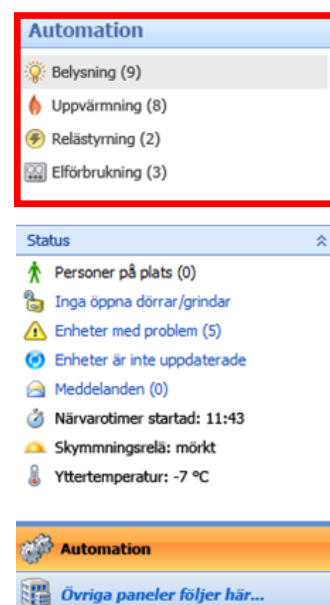 Automation
Belysning (9)
Uppvärmning (8)
Relästyrning (2)
Elförbrukning (3)
Status
Personer på plats (0)
Inga öppna dörrar/grindar
Enheter med problem (5)
Enheter är inte uppdaterade
Meddelanden (0)
Närvarotimer startad: 11:43
Skymmningsrelä: mörkt
Yttertemperatur: -7 °C
Automation
Övriga paneler följer här...